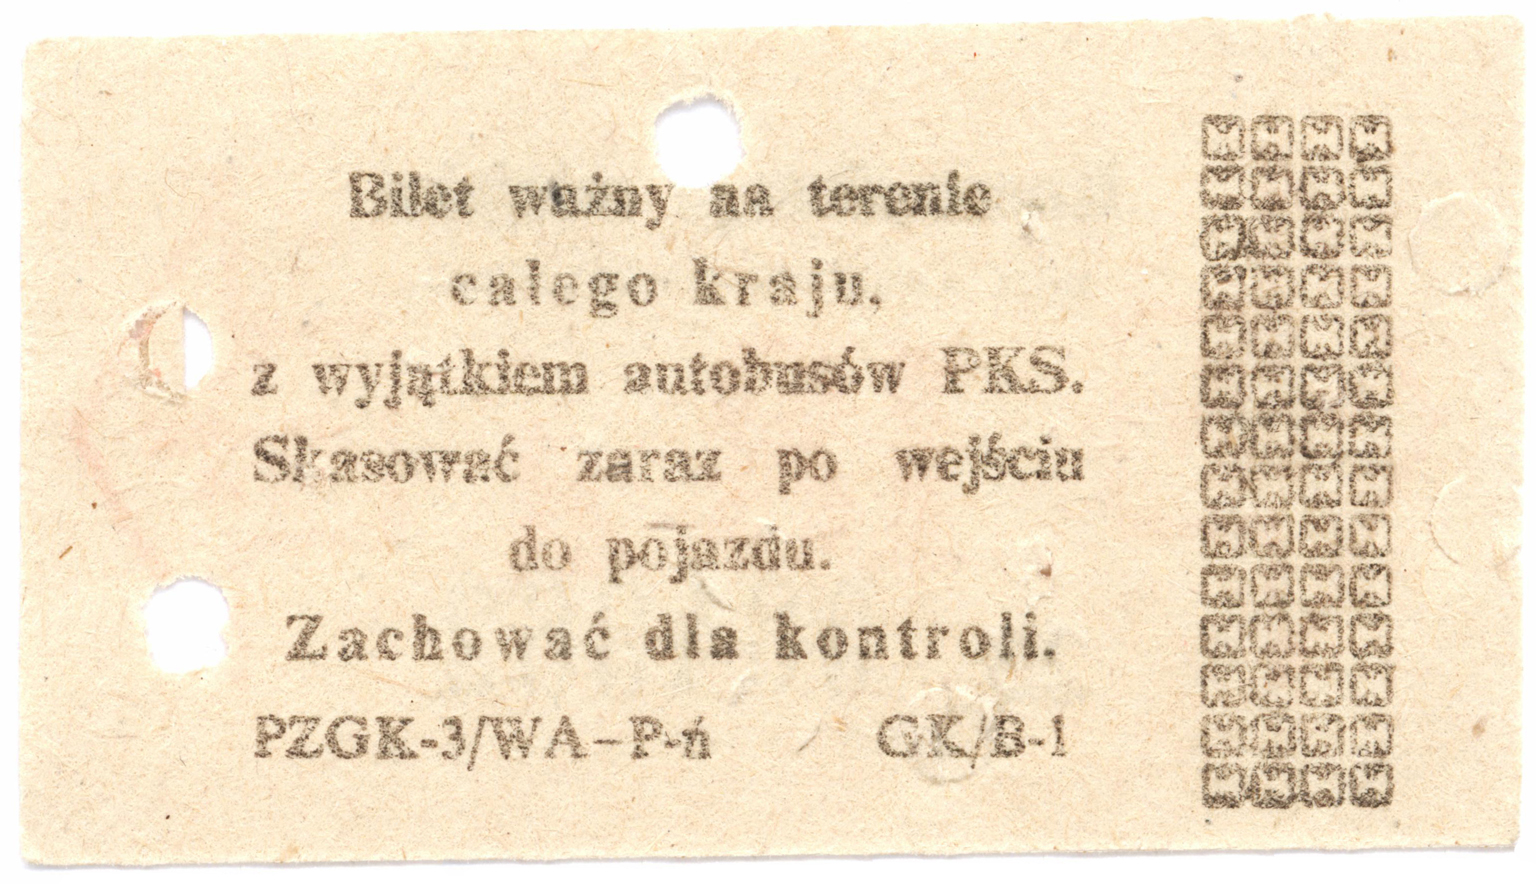 Bilet ważny na terenie
całego kraju,
z wyjątkiem autobusów PKS.
Skasować zaraz po wejściu
do pojazdu.
Zachować dla kontroli.
PZGK-3/WA-P-ń GK/B-1